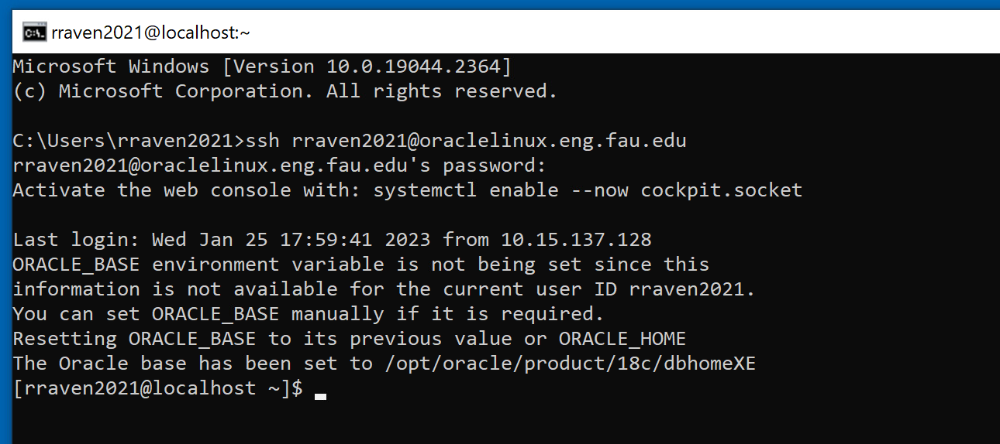 rraven2021@localhost:~
Microsoft Windows [Version 10.0.19044.2364]
(c) Microsoft Corporation. All rights reserved.
C:\Users\rraven2021>ssh rraven2021@oraclelinux.eng.fau.edu
rraven2021@oraclelinux.eng.fau.edu's password:
Activate the web console with: systemctl enable --now cockpit.socket
Last login: Wed Jan 25 17:59:41 2023 from 10.15.137.128
ORACLE_BASE environment variable is not being set since this
information is not available for the current user ID rraven2021.
You can set ORACLE_BASE manually if it is required.
Resetting ORACLE_BASE to its previous value or ORACLE_HOME
The Oracle base has been set to /opt/oracle/product/18c/dbhomeXE
[rraven2021@localhost ~]$